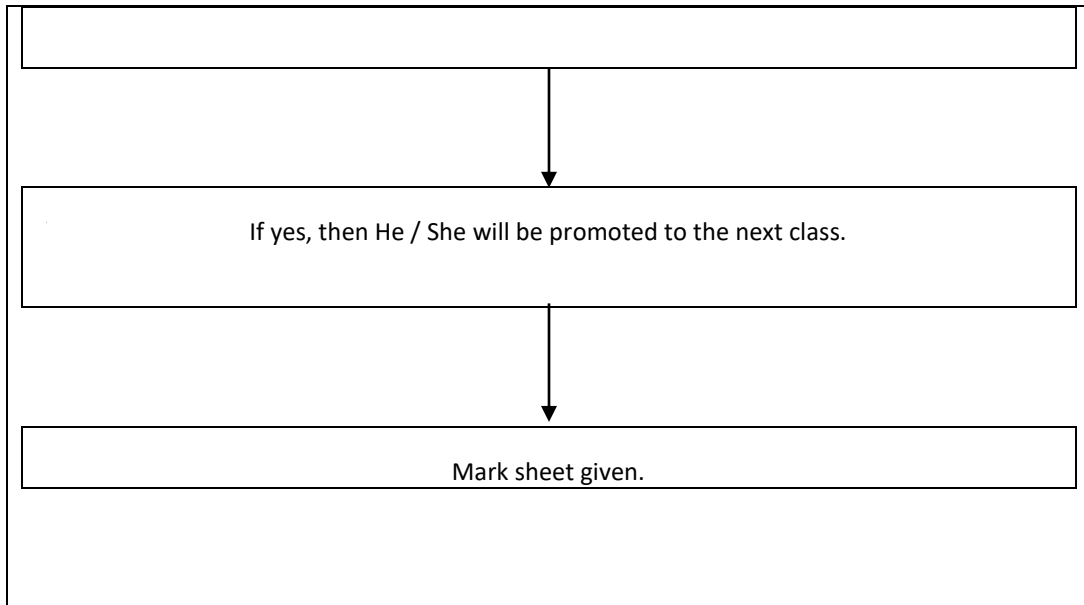 If yes, then He / She will be promoted to the next class.
Mark sheet given.